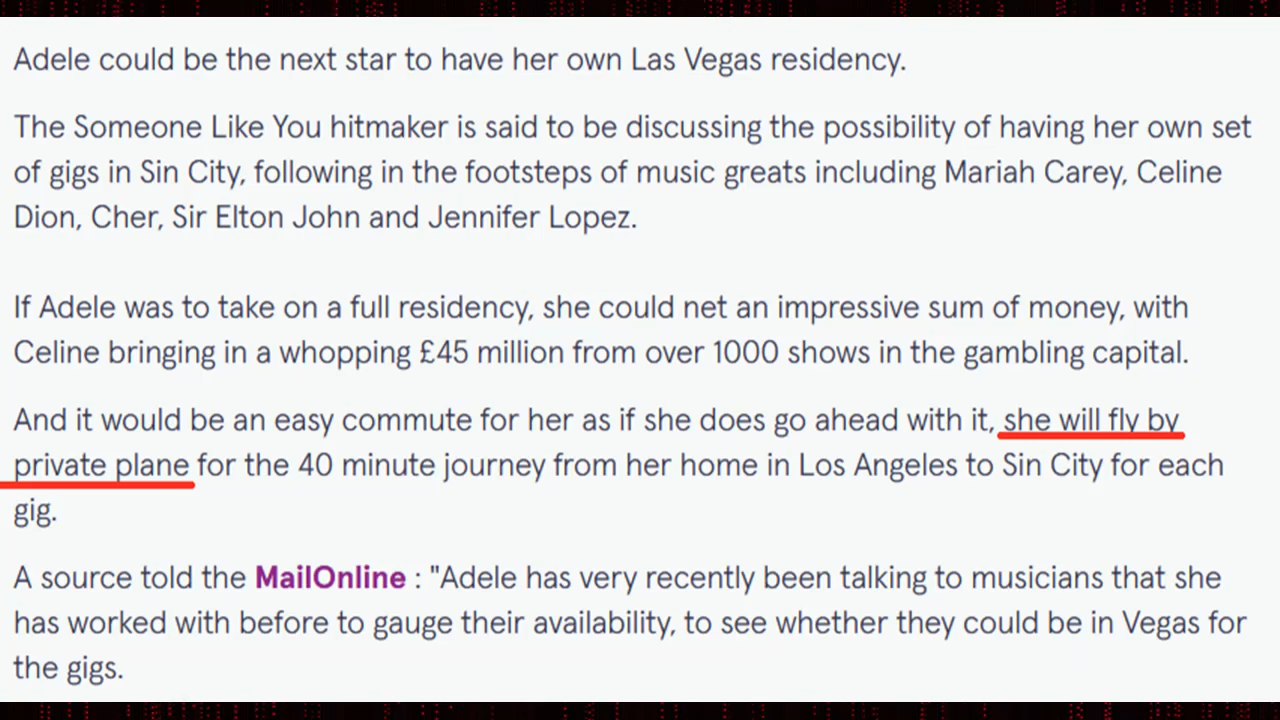 Adele could be the next star to have her own Las Vegas residency.
The Someone Like You hitmaker is said to be discussing the possibility of having her own set
of gigs in Sin City, following in the footsteps of music greats including Mariah Carey, Celine
Dion, Cher, Sir Elton John and Jennifer Lopez.
If Adele was to take on a full residency, she could net an impressive sum of money, with
Celine bringing in a whopping £45 million from over 1000 shows in the gambling capital.
And it would be an easy commute for her as if she does go ahead with it, she will fly by
private plane for the 40 minute journey from her home in Los Angeles to Sin City for each
gig.
A source told the MailOnline : "Adele has very recently been talking to musicians that she
has worked with before to gauge their availability, to see whether they could be in Vegas for
the gigs.